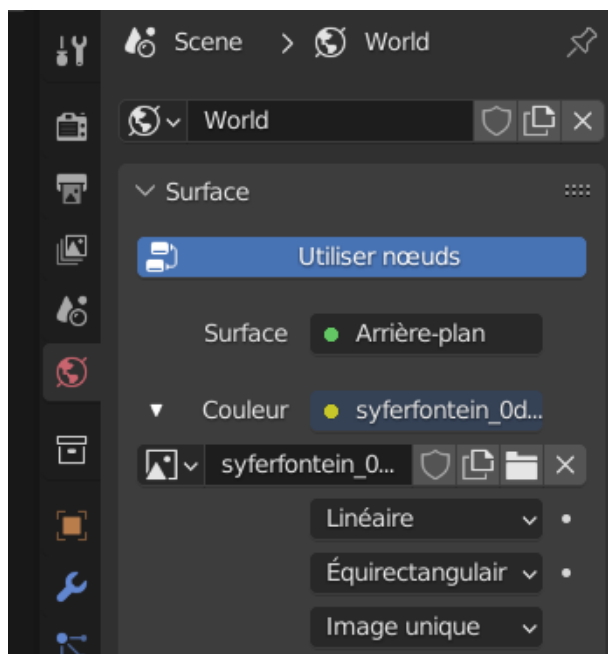 Scene > World
World
Surface
Utiliser nœuds
Surface Arrière-plan
Couleur syferfontein_0d...
syferfontein_0...
Linéaire
Équirectangulair
Image unique